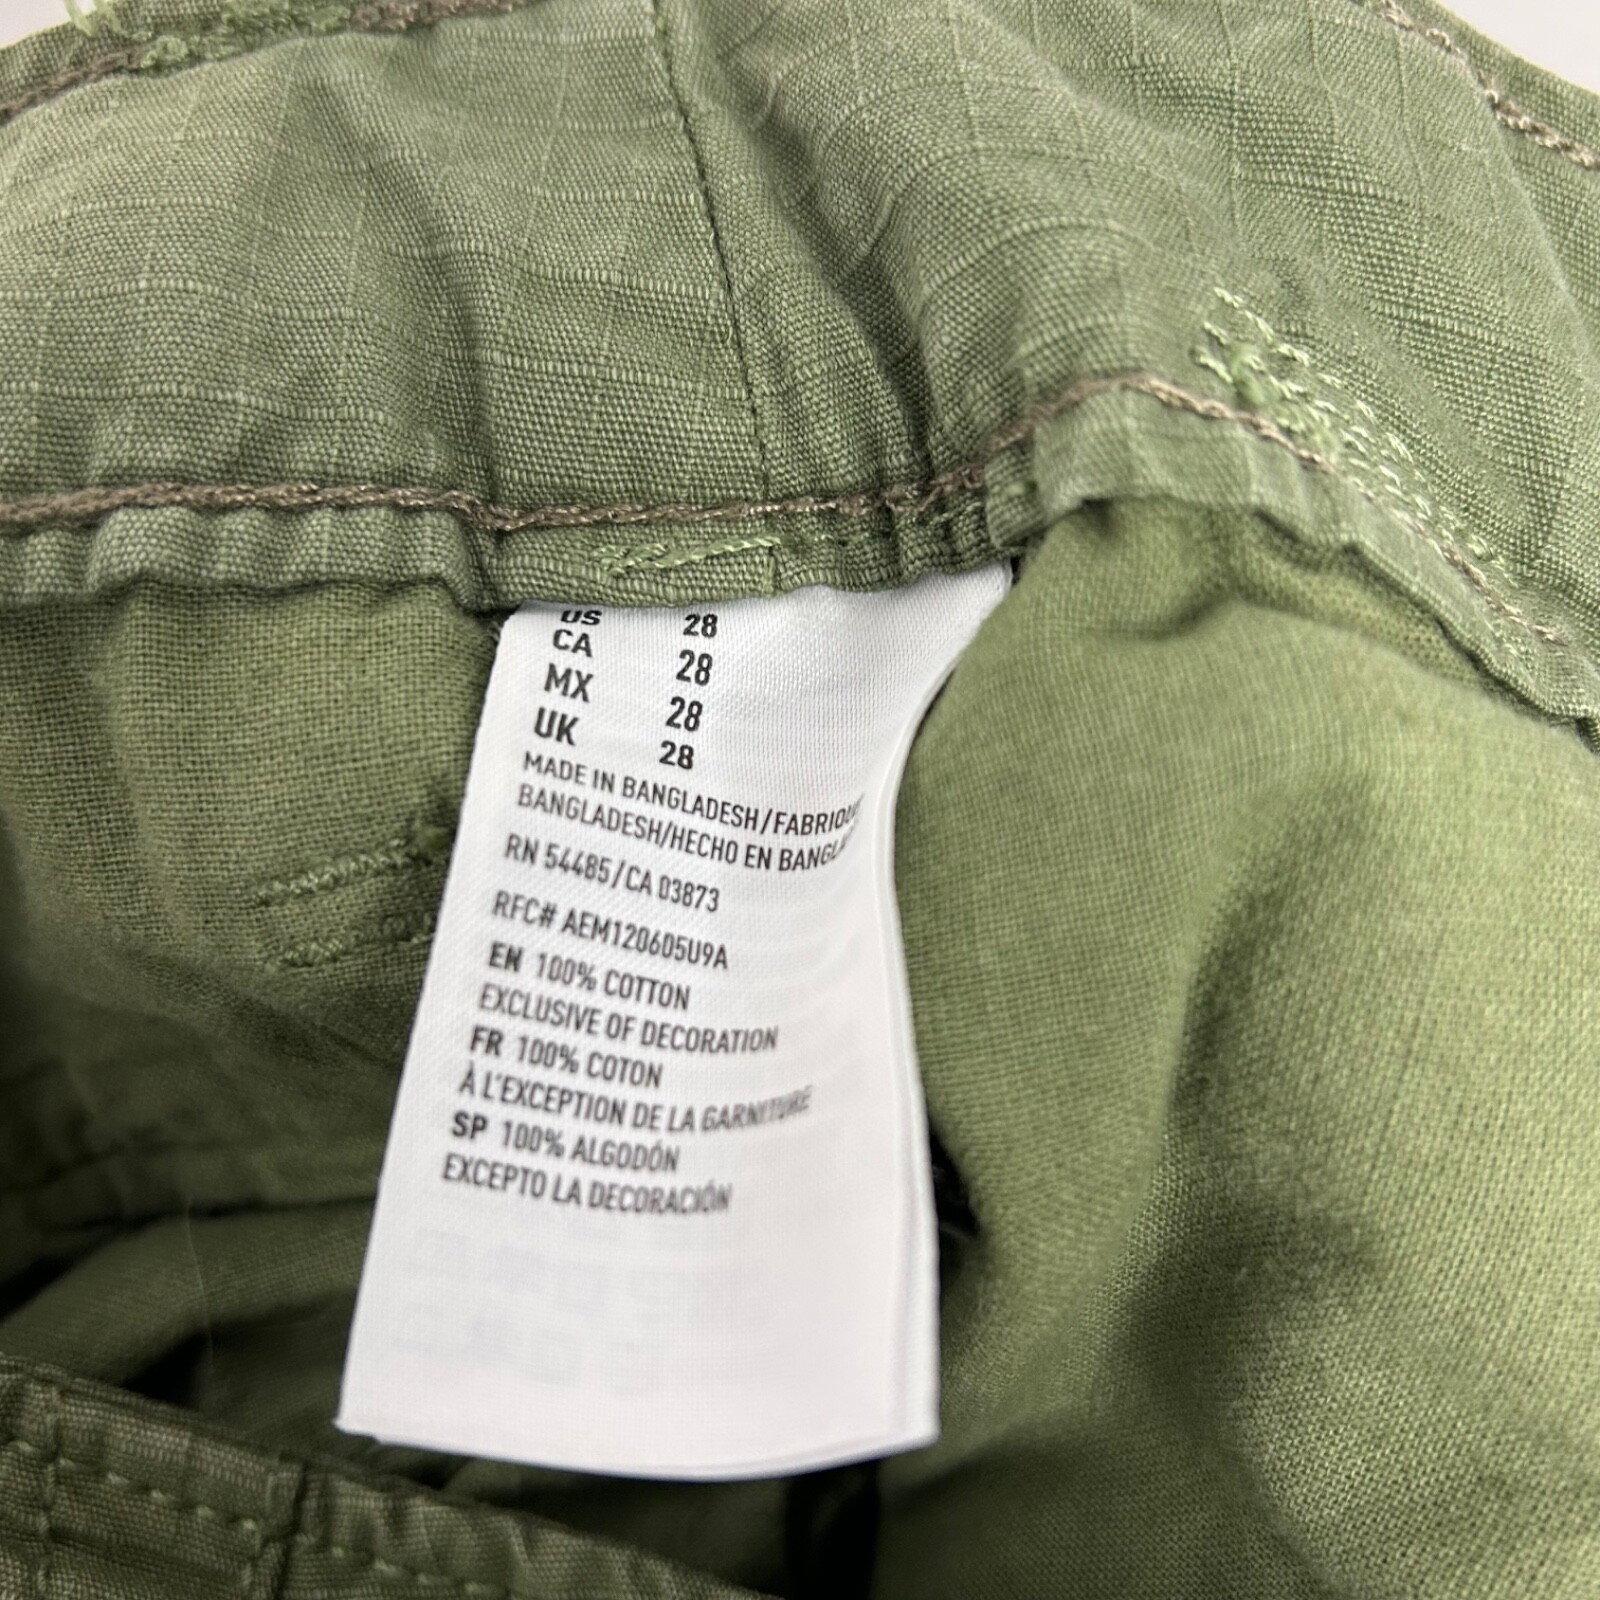 US 28
CA 28
MX 28
UK 28
MADE IN BANGLADESH/FABRIQUÉ
BANGLADESH/HECHO EN
RN 54485/CA 03873
RFC# AEM120605U9A
EN 100% COTTON
EXCLUSIVE OF DECORATION
FR 100% COTON
À L'EXCEPTION DE LA GARNITURE
SP 100% ALGODÓN
EXCEPTO LA DECORACIÓN